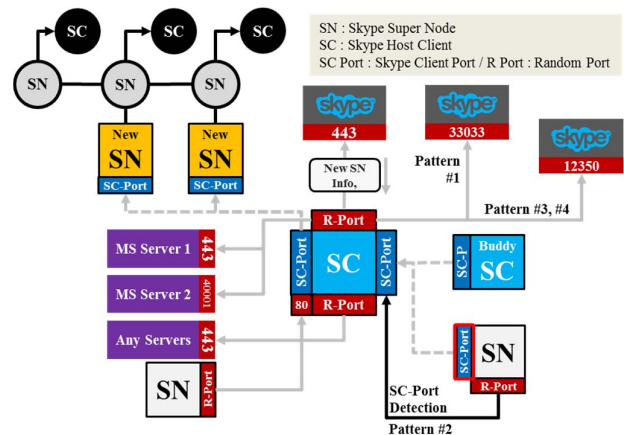 SC
SC
SC
SN : Skype Super Node
SC : Skype Host Client
SC Port : Skype Client Port / R Port : Random Port
SN
SN
SN
skype
443
skype
33033
skype
12350
New
SN
SC-Port
New
SN
SC-Port
New SN
Info,
Pattern
#1
Pattern #3, #4
R-Port
SC-Port
SC
SC-Port
80
R-Port
MS Server 1
443
MS Server 2
40001
Any Servers
443
SC-P
Buddy
SC
SN
R-Port
SC-Port
SN
R-Port
SC-Port
Detection
Pattern #2